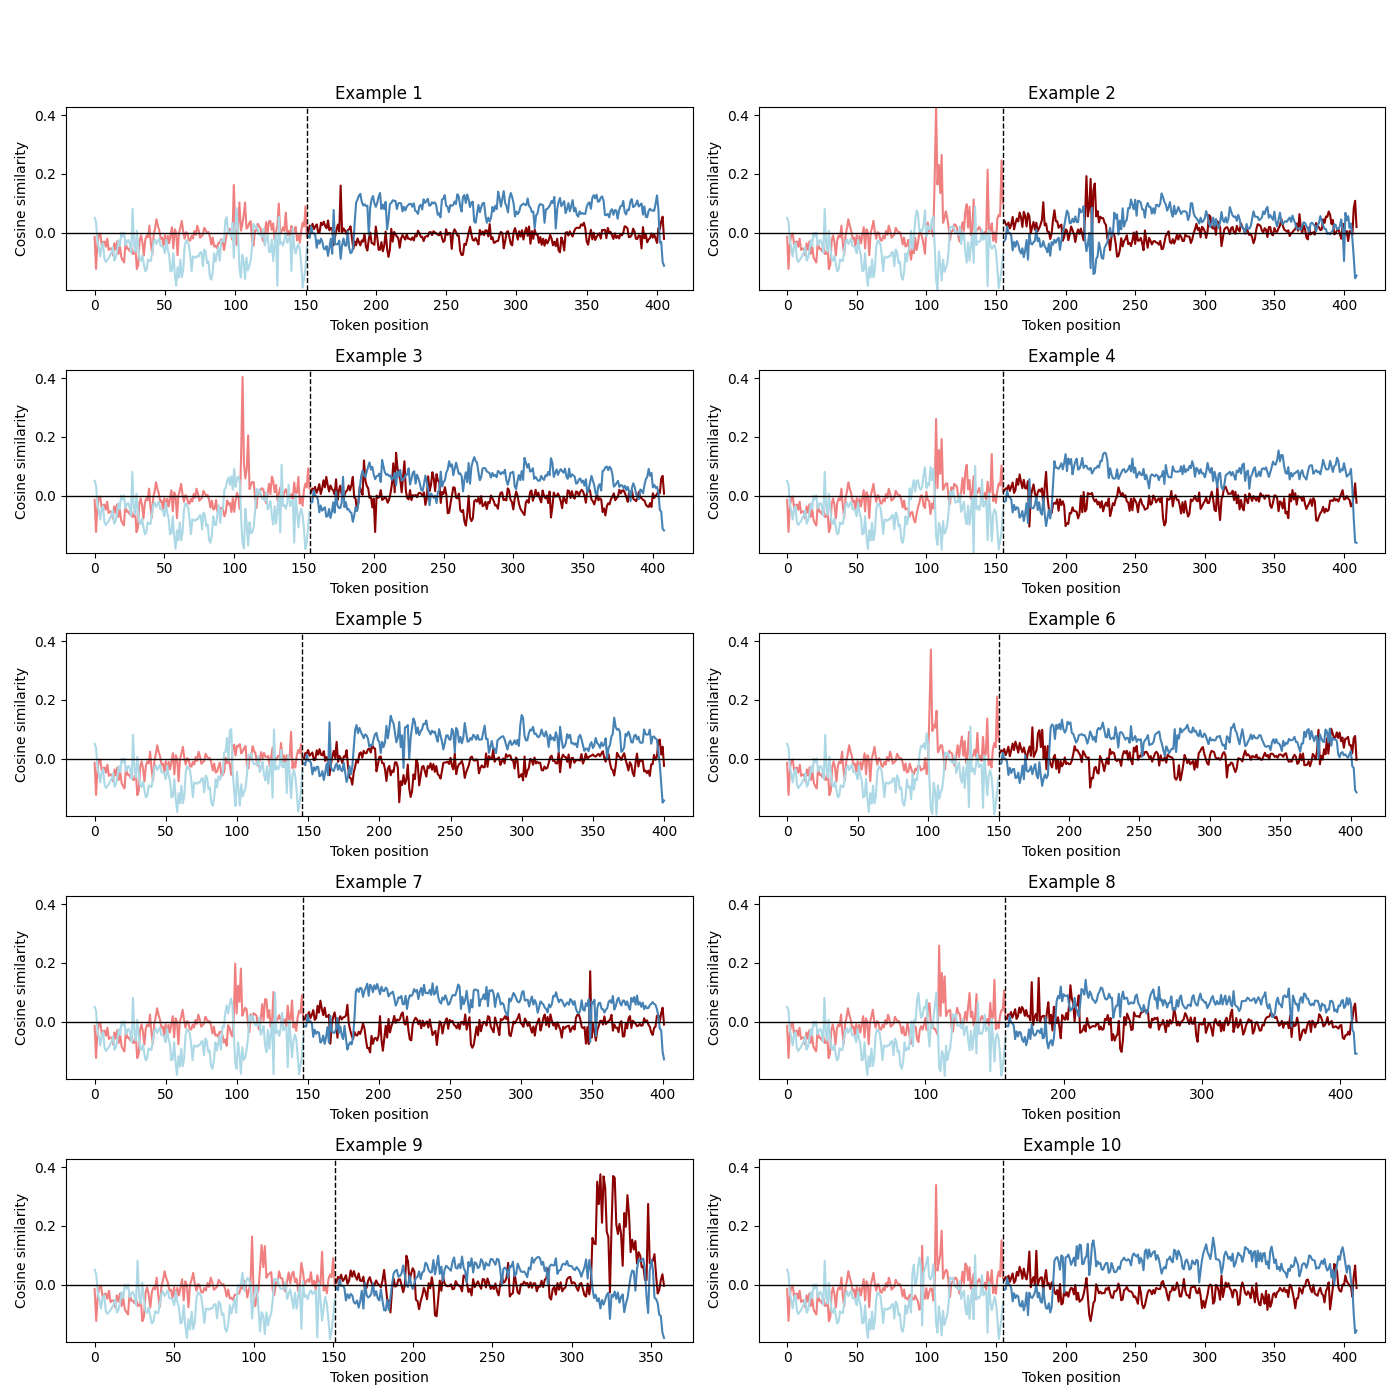 Example 1
Cosine similarity
0.4
0.2
0.0
0 50 100 150 200 250 300 350 400
Token position
Example 2
Cosine similarity
0.4
0.2
0.0
0 50 100 150 200 250 300 350 400
Token position
Example 3
Cosine similarity
0.4
0.2
0.0
0 50 100 150 200 250 300 350 400
Token position
Example 4
Cosine similarity
0.4
0.2
0.0
0 50 100 150 200 250 300 350 400
Token position
Example 5
Cosine similarity
0.4
0.2
0.0
0 50 100 150 200 250 300 350 400
Token position
Example 6
Cosine similarity
0.4
0.2
0.0
0 50 100 150 200 250 300 350 400
Token position
Example 7
Cosine similarity
0.4
0.2
0.0
0 50 100 150 200 250 300 350 400
Token position
Example 8
Cosine similarity
0.4
0.2
0.0
0 100 200 300 400
Token position
Example 9
Cosine similarity
0.4
0.2
0.0
0 50 100 150 200 250 300 350
Token position
Example 10
Cosine similarity
0.4
0.2
0.0
0 50 100 150 200 250 300 350 400
Token position